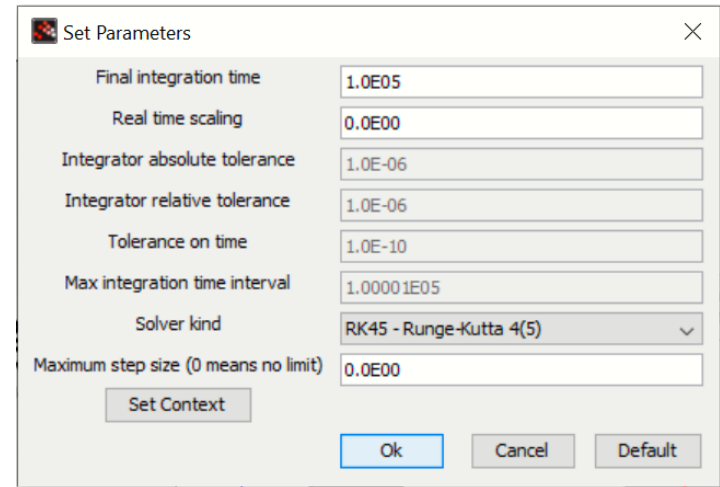 Set Parameters
Final integration time 1.0E05
Real time scaling 0.0E00
Integrator absolute tolerance 1.0E-06
Integrator relative tolerance 1.0E-06
Tolerance on time 1.0E-10
Max integration time interval 1.00001E05
Solver kind RK45 - Runge-Kutta 4(5)
Maximum step size (0 means no limit) 0.0E00
Set Context
Ok Cancel Default